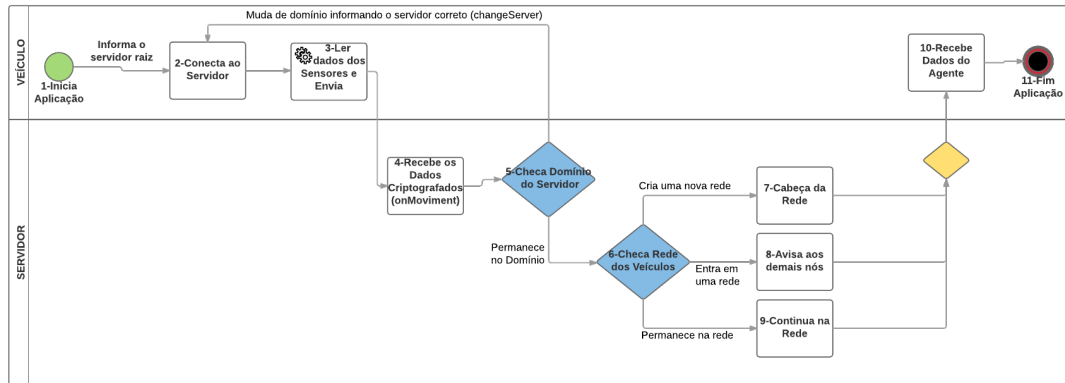 Muda de domínio informando o servidor correto (changeServer)
VEÍCULO
Informa o
servidor raiz
1-Inicia
Aplicação
2-Conecta ao
Servidor
3-Ler
dados dos
Sensores e
Envia
10-Recebe
Dados do
Agente
11-Fim
Aplicação
SERVIDOR
4-Recebe os
Dados
Criptografados
(onMoviment)
5-Checa Domínio
do Servidor
Permanece
no Domínio
6-Checa Rede
dos Veículos
Cria uma nova rede
7-Cabeça da
Rede
Entra em
uma rede
8-Avisa aos
demais nós
Permanece na rede
9-Continua na
Rede